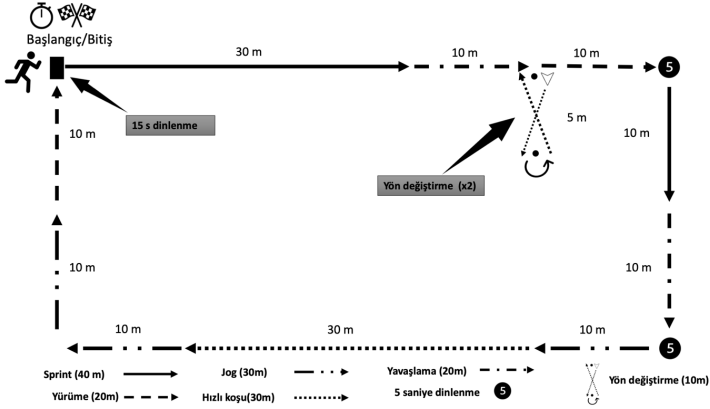 Başlangıç/Bitiş
30 m
10 m
10 m
5
15 s dinlenme
10 m
5 m
10 m
Yön değiştirme (x2)
10 m
10 m
10 m
30 m
10 m
5
Sprint (40 m)
Jog (30m)
Yavaşlama (20m)
Yürüme (20m)
Hızlı koşu(30m)
5 saniye dinlenme 5
Yön değiştirme (10m)